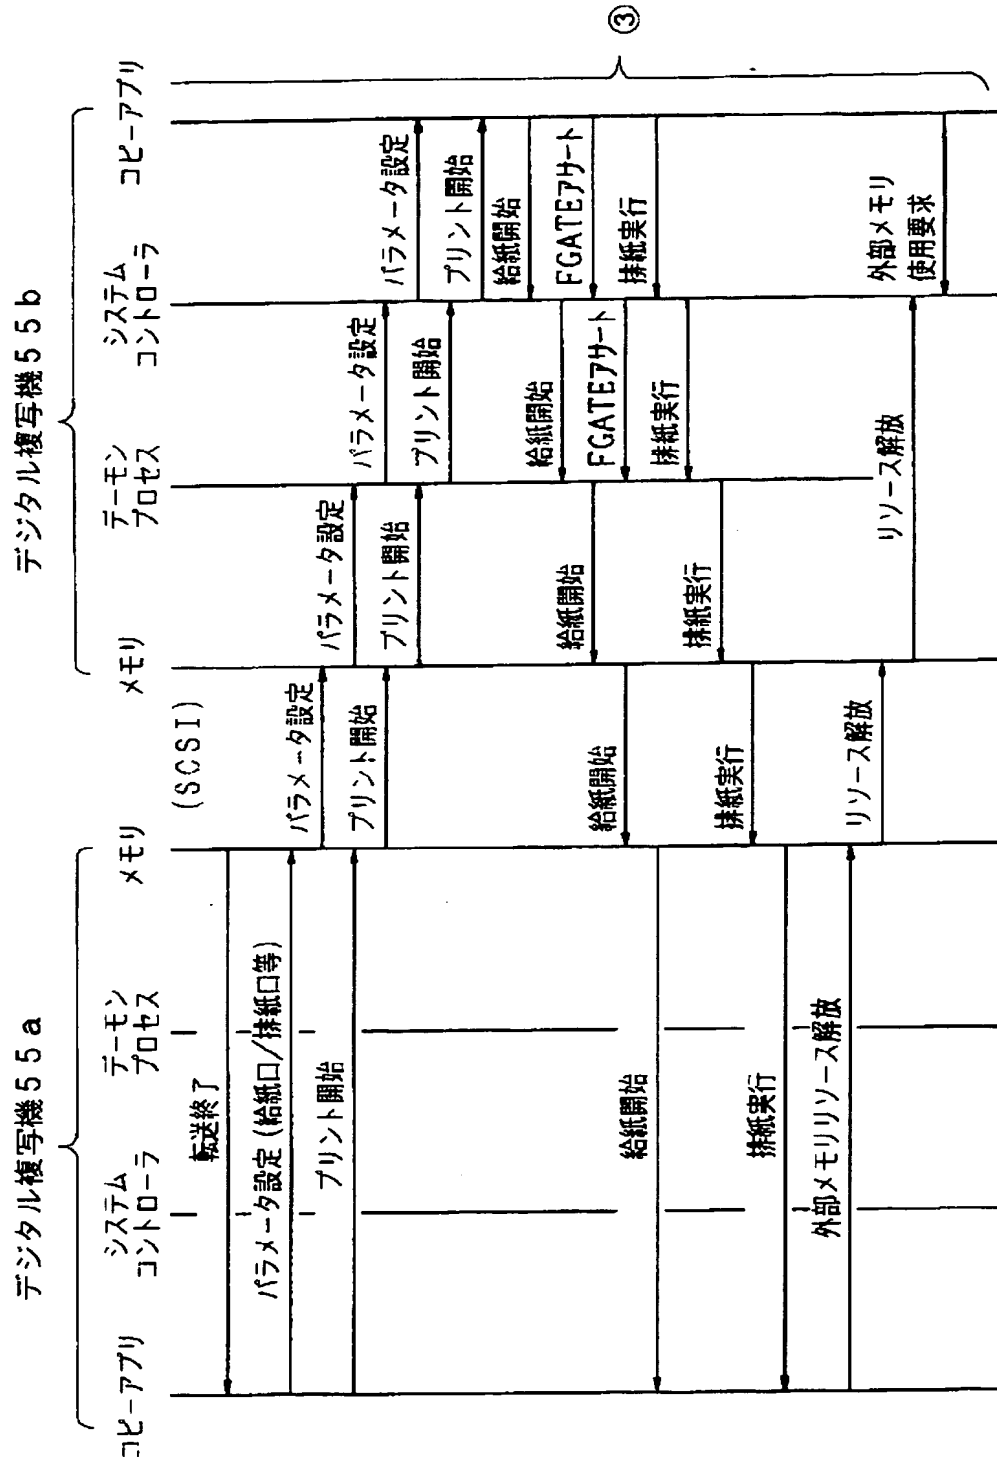 デジタル複写機55a
デジタル複写機55b
コピーアプリ
システム
コントローラ
デーモン
プロセス
メモリ
(SCSI)
メモリ
デーモン
プロセス
システム
コントローラ
コピーアプリ
転送終了
パラメータ設定(給紙口/排紙口等)
パラメータ設定
パラメータ設定
パラメータ設定
パラメータ設定
プリント開始
プリント開始
プリント開始
プリント開始
プリント開始
給紙開始
給紙開始
給紙開始
給紙開始
給紙開始
FGATEアサート
FGATEアサート
排紙実行
排紙実行
排紙実行
排紙実行
排紙実行
外部メモリリソース解放
リソース解放
リソース解放
外部メモリ
使用要求
③